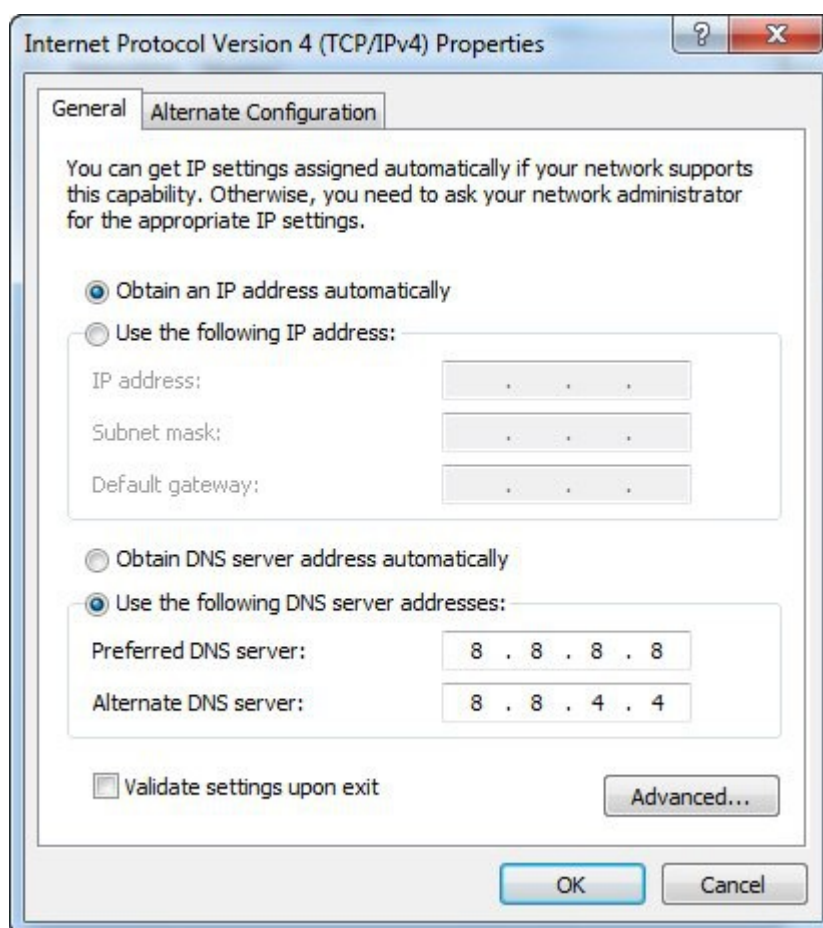 Internet Protocol Version 4 (TCP/IPv4) Properties
General
Alternate Configuration
You can get IP settings assigned automatically if your network supports
this capability. Otherwise, you need to ask your network administrator
for the appropriate IP settings.
Obtain an IP address automatically
Use the following IP address:
IP address: . . .
Subnet mask: . . .
Default gateway: . . .
Obtain DNS server address automatically
Use the following DNS server addresses:
Preferred DNS server: 8 . 8 . 8 . 8
Alternate DNS server: 8 . 8 . 4 . 4
Validate settings upon exit
Advanced...
OK
Cancel